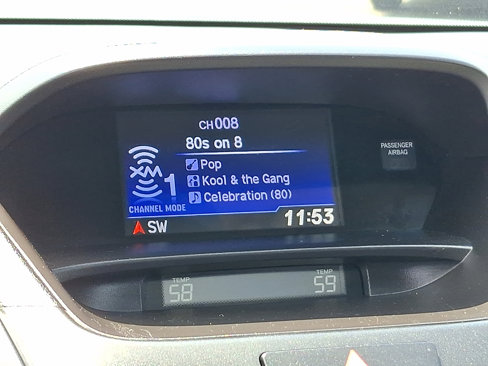 CH008
80s on 8
Pop
XM 1
Kool & the Gang
Celebration (80)
CHANNEL MODE
SW
11:53
PASSENGER
AIRBAG
TEMP
58
TEMP
59